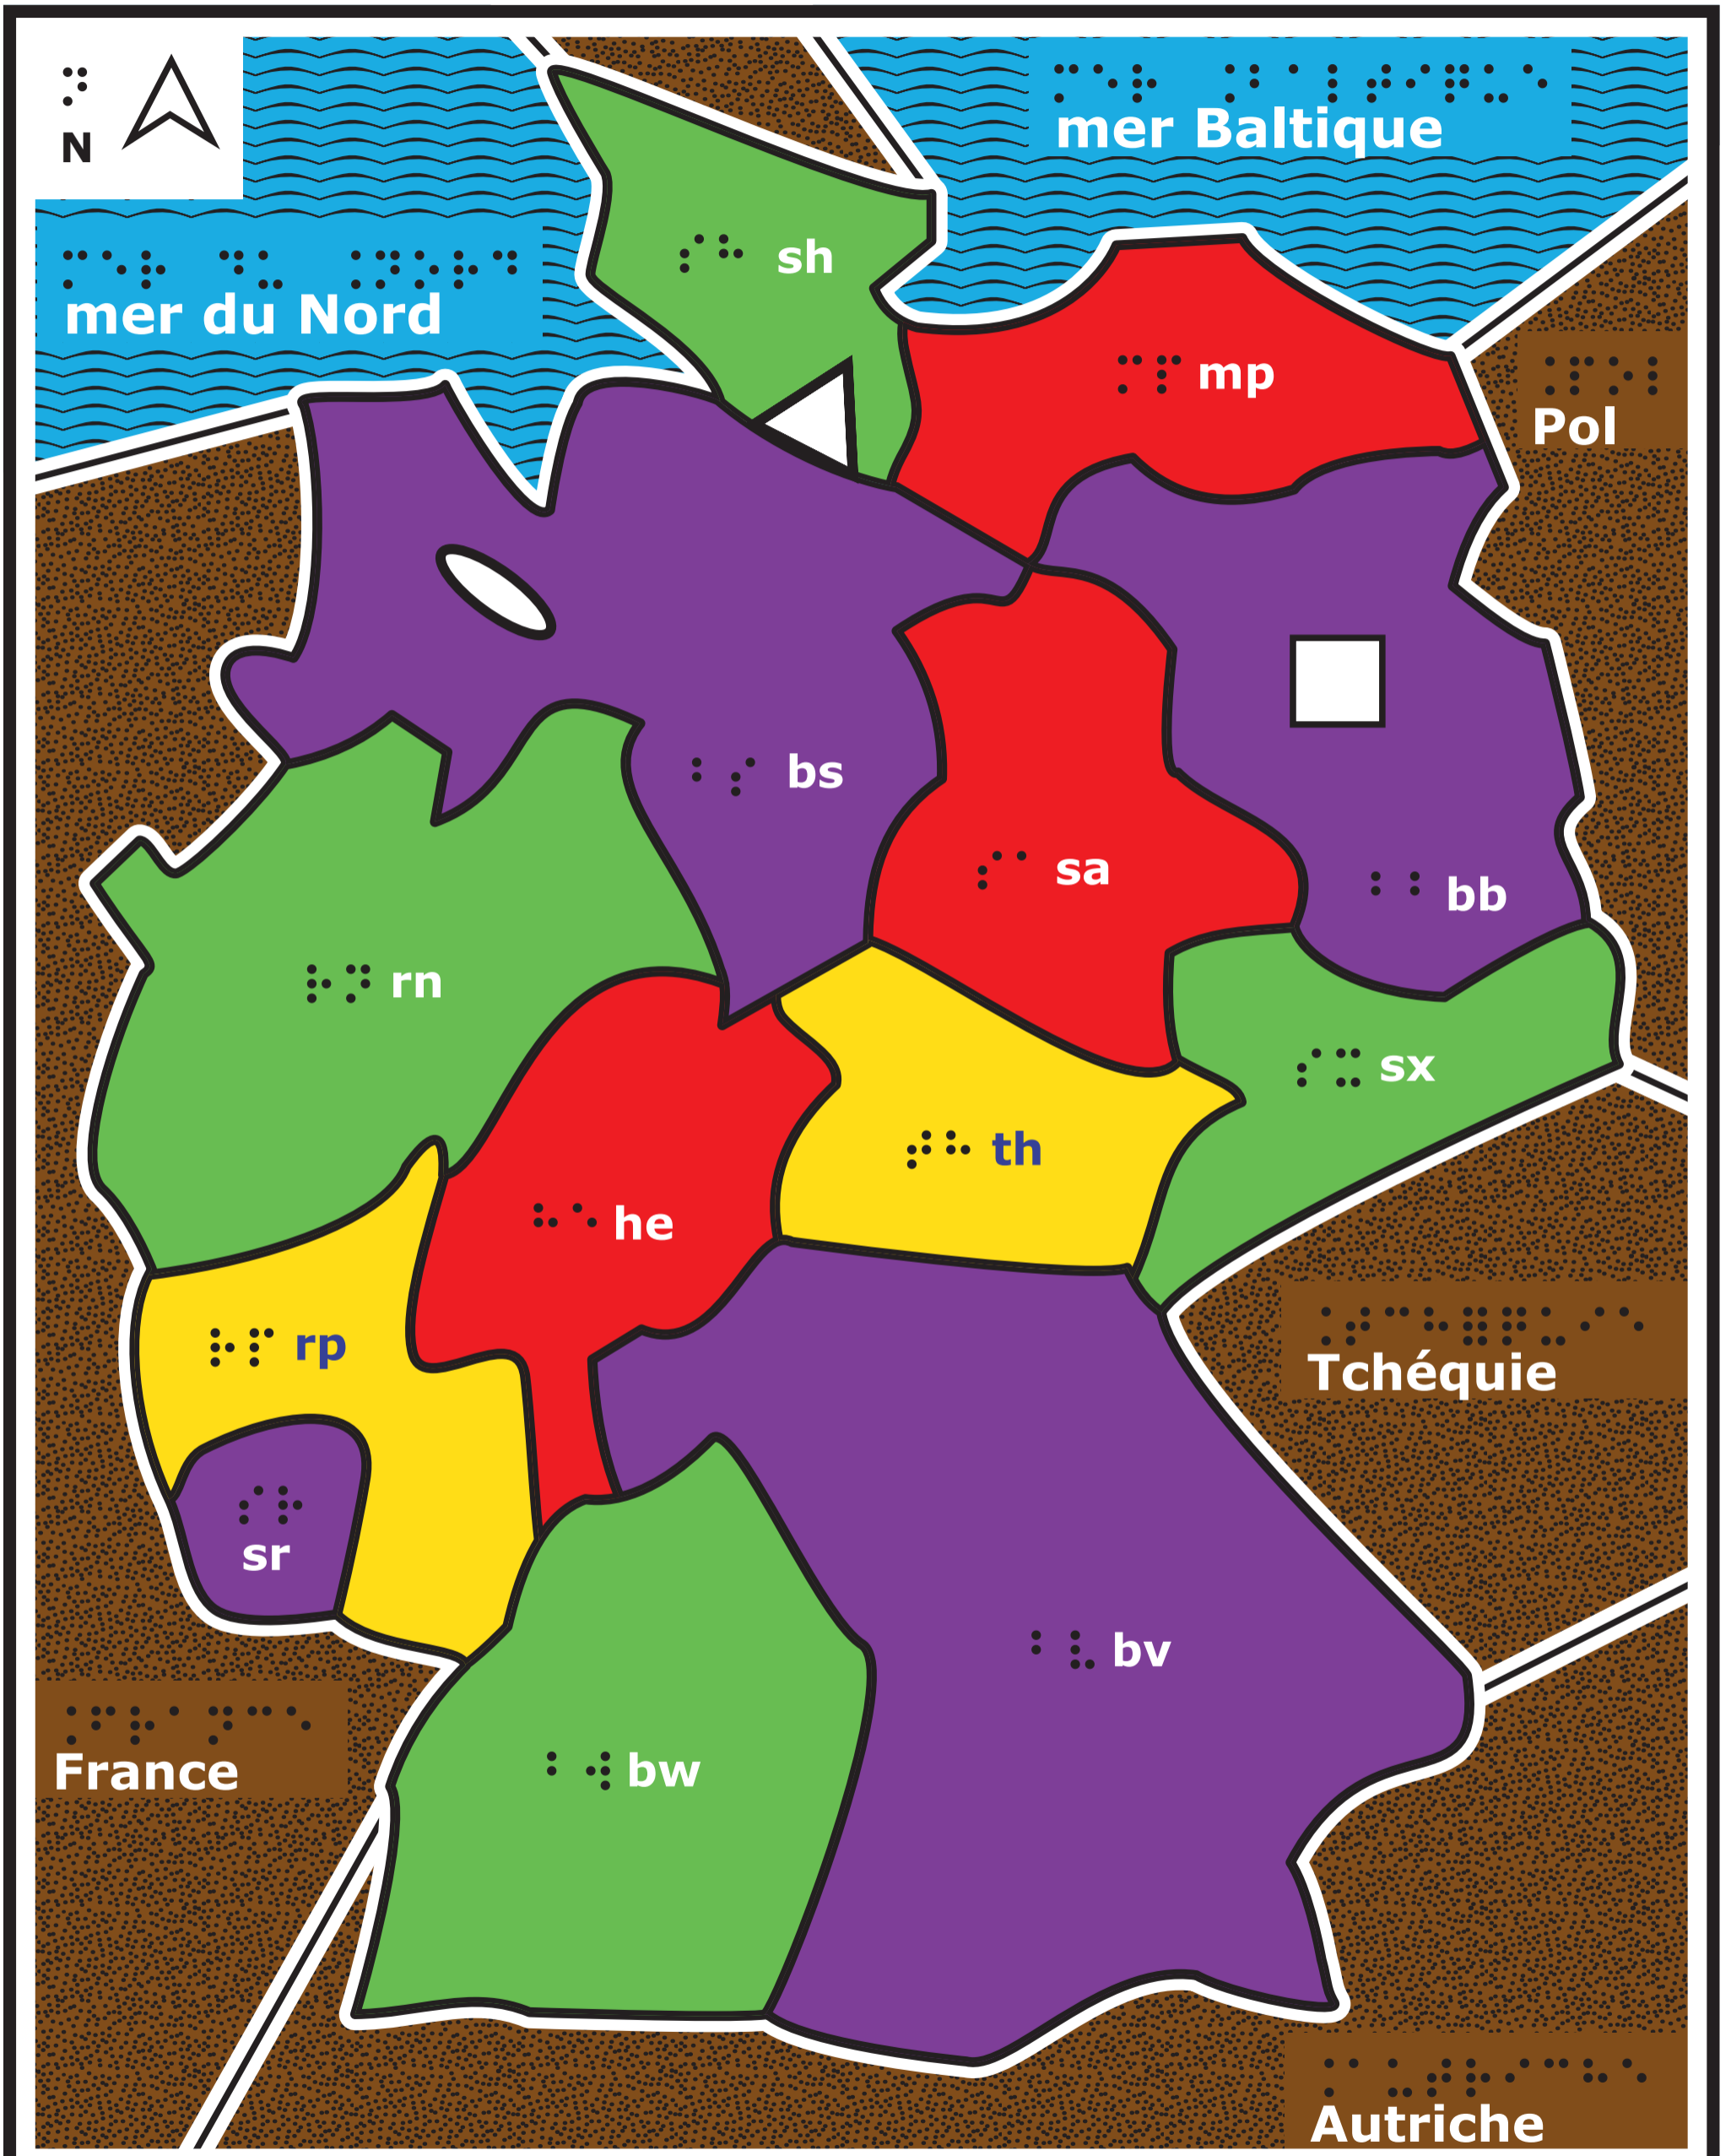 N
mer Baltique
mer du Nord
sh
mp
Pol
bs
sa
bb
rn
sx
th
he
rp
Tchéquie
sr
bv
France
bw
Autriche